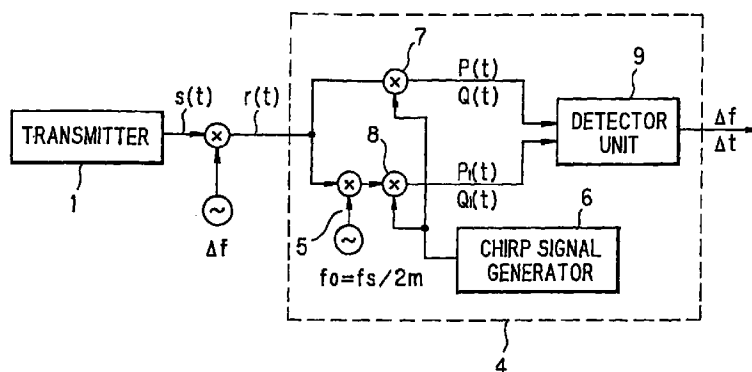 7
P(t)
Q(t)
9
s(t)
r(t)
TRANSMITTER
DETECTOR
UNIT
Δf
Δt
8
P₁(t)
Q₁(t)
1
Δf
5
6
fo=fs/2m
CHIRP SIGNAL
GENERATOR
4